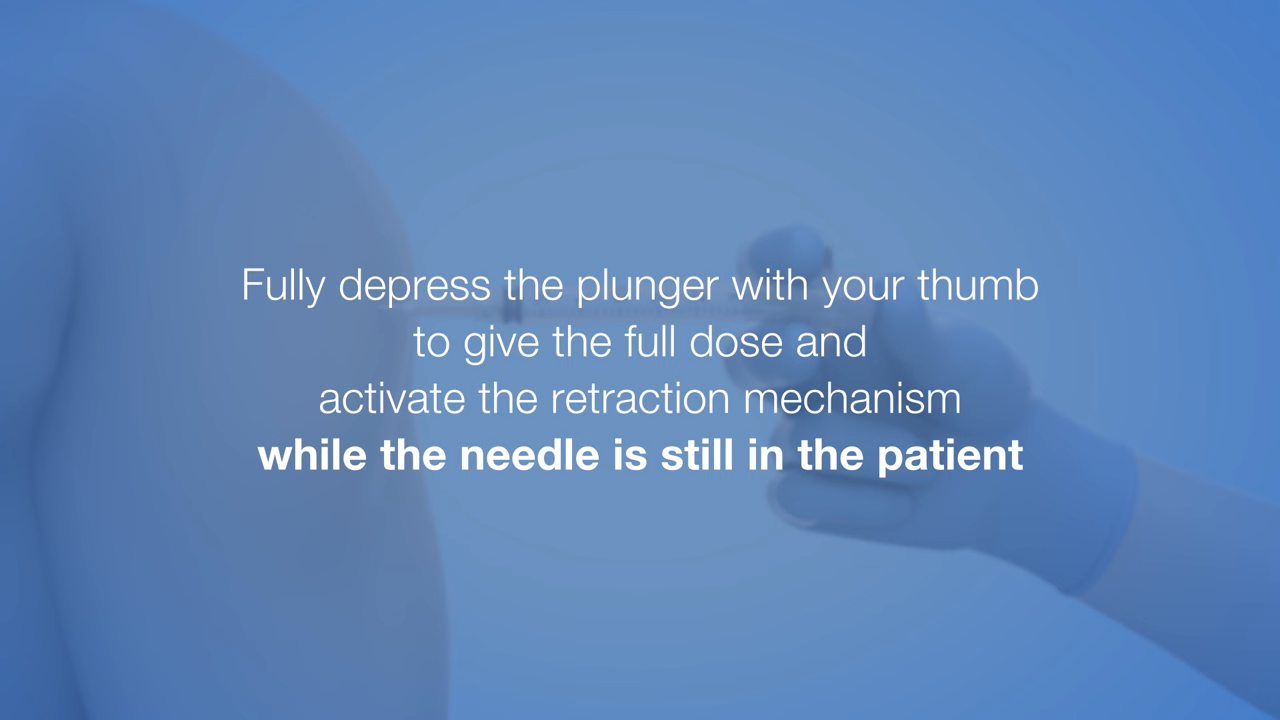 Fully depress the plunger with your thumb
to give the full dose and
activate the retraction mechanism
while the needle is still in the patient